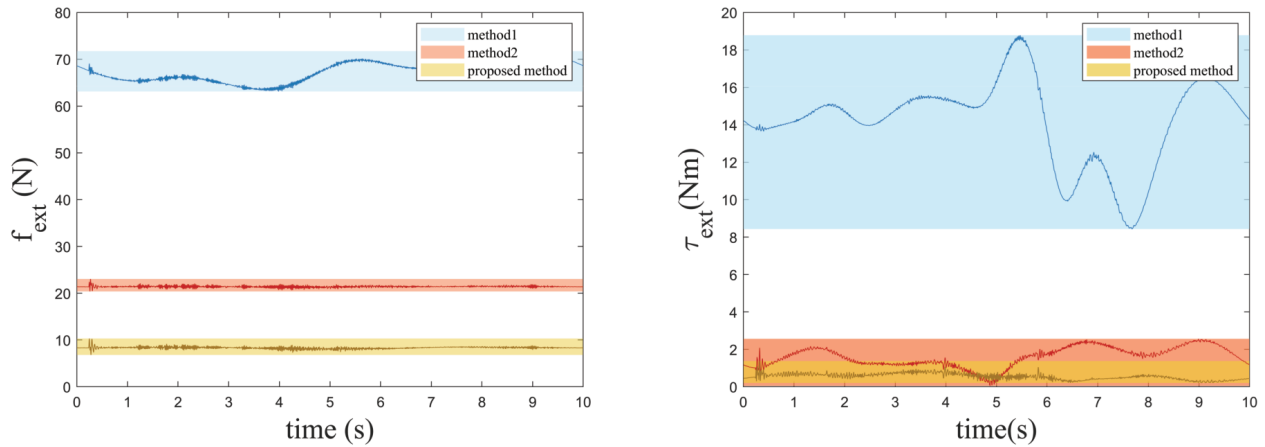 80
70
60
50
40
30
20
10
0
f_ext (N)
0 1 2 3 4 5 6 7 8 9 10
time (s)
method1
method2
proposed method
20
18
16
14
12
10
8
6
4
2
0
τ_ext(Nm)
0 1 2 3 4 5 6 7 8 9 10
time(s)
method1
method2
proposed method